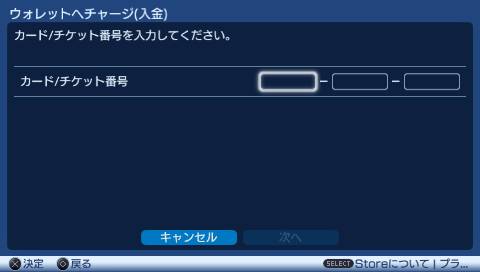 ウォレットへチャージ(入金)
カード/チケット番号を入力してください。
カード/チケット番号 - -
キャンセル 次へ
決定 戻る SELECT Storeについて | プラ...